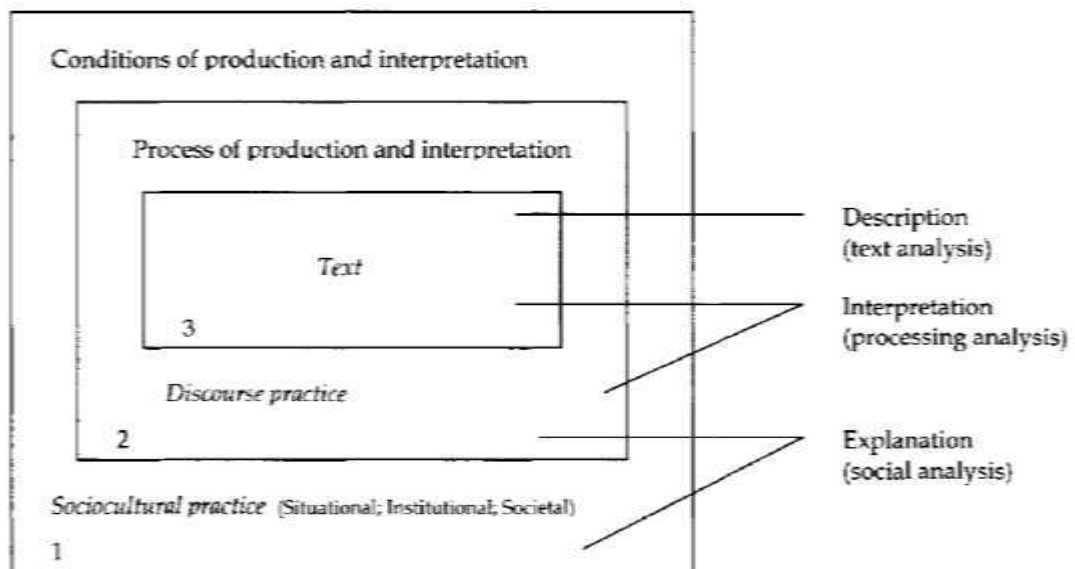 Conditions of production and interpretation
Process of production and interpretation
Text
3
Discourse practice
2
Sociocultural practice (Situational; Institutional; Societal)
1
Description
(text analysis)
Interpretation
(processing analysis)
Explanation
(social analysis)